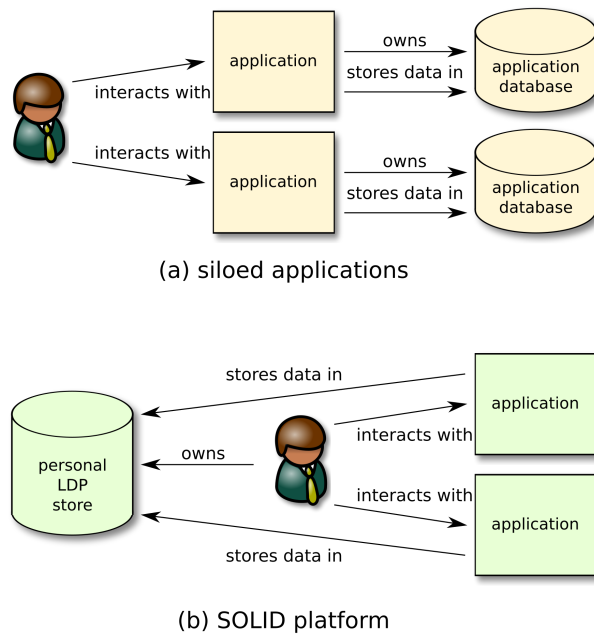 owns
application
stores data in
application
database
interacts with
interacts with
owns
application
stores data in
application
database
(a) siloed applications
stores data in
application
interacts with
owns
personal
LDP
store
interacts with
application
stores data in
(b) SOLID platform